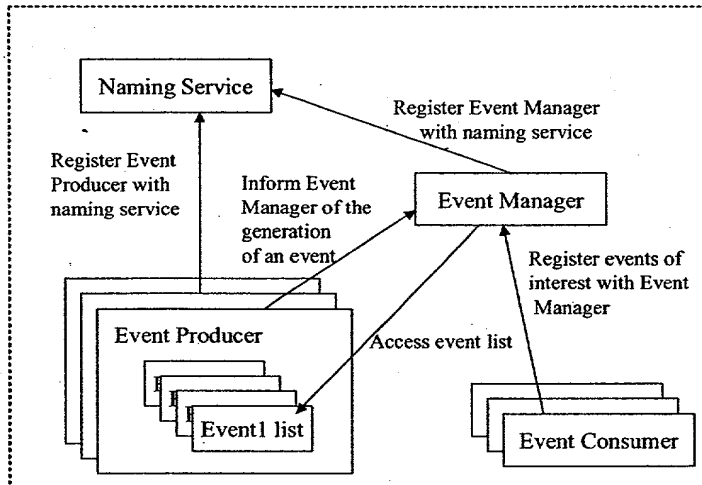 Naming Service
Register Event Manager
with naming service
Register Event
Producer with
naming service
Inform Event
Manager of the
generation
of an event
Event Manager
Register events of
interest with Event
Manager
Event Producer
Access event list
Event1 list
Event Consumer